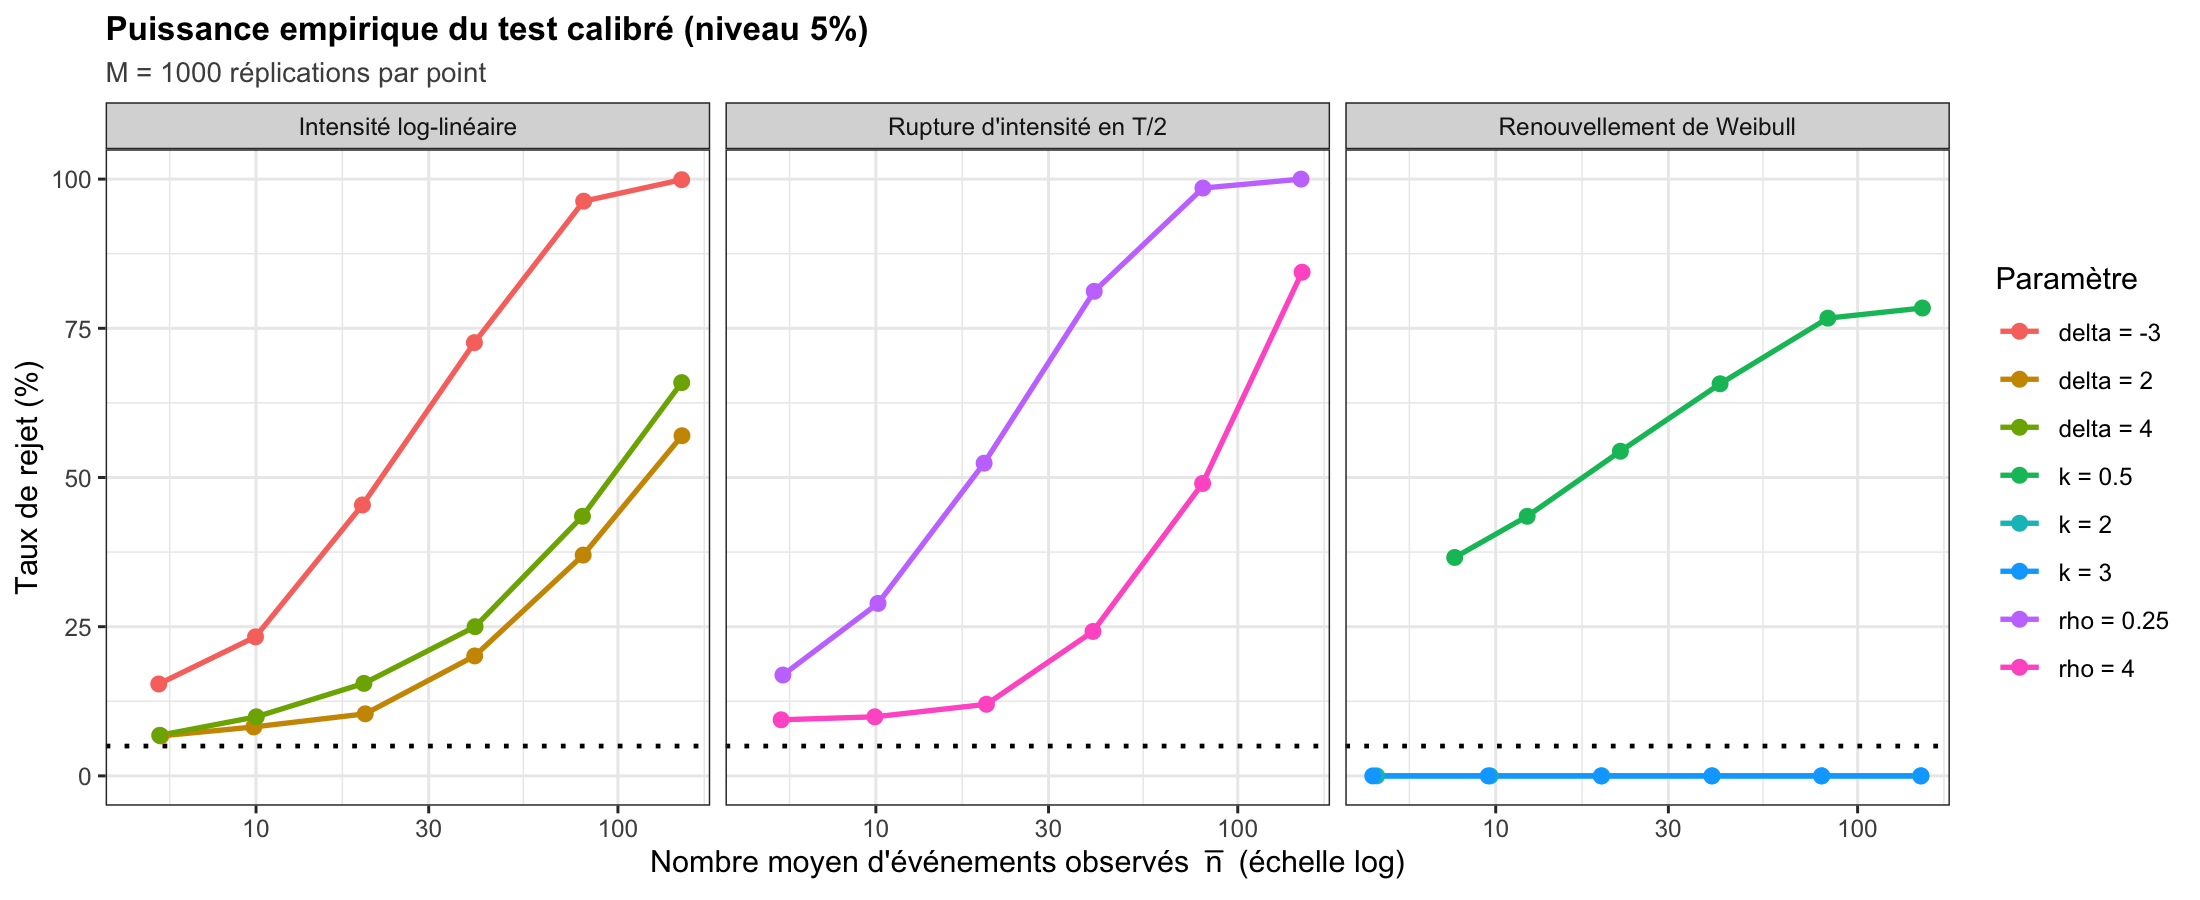 Puissance empirique du test calibré (niveau 5%)
M = 1000 réplications par point
Intensité log-linéaire
Rupture d'intensité en T/2
Renouvellement de Weibull
Taux de rejet (%)
100
75
50
25
0
10 30 100
10 30 100
10 30 100
Nombre moyen d'événements observés n̅ (échelle log)
Paramètre
delta = -3
delta = 2
delta = 4
k = 0.5
k = 2
k = 3
rho = 0.25
rho = 4